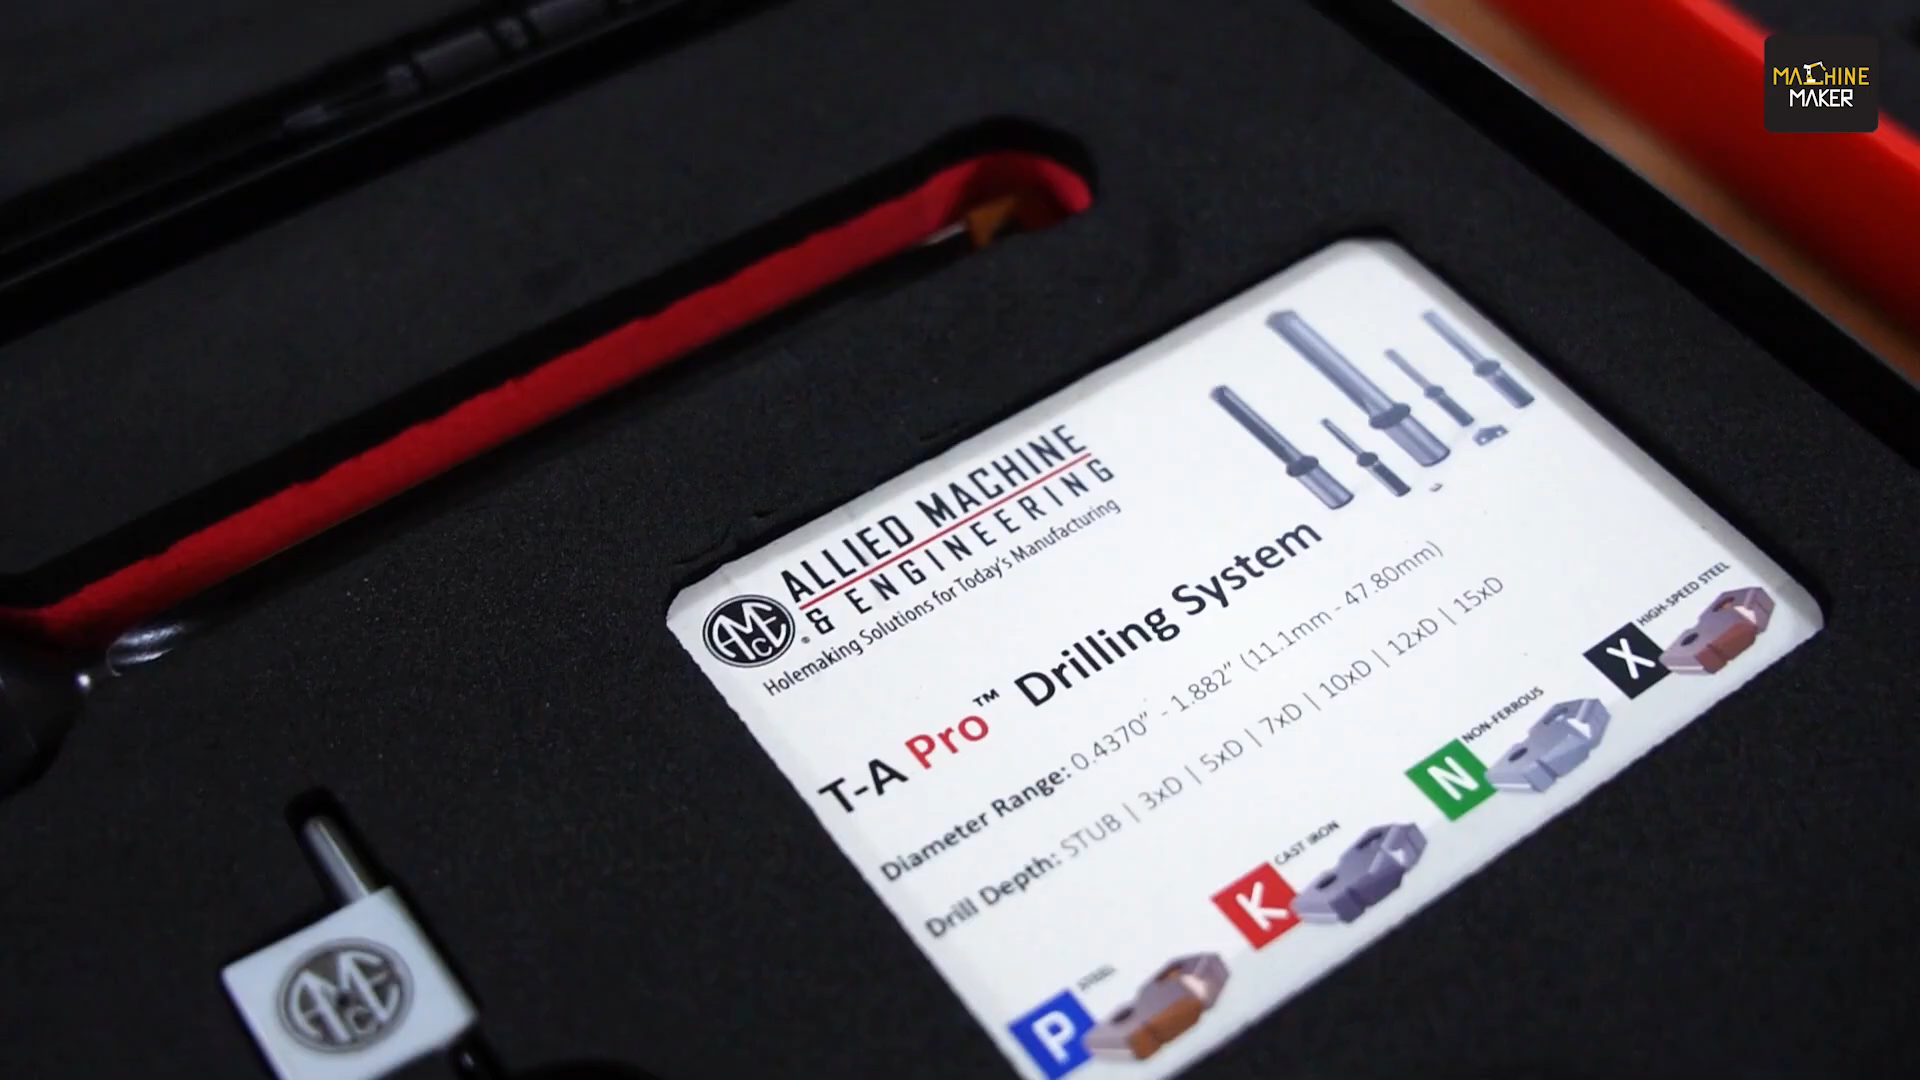 MACHINE
MAKER
ALLIED MACHINE
& ENGINEERING
Holemaking Solutions for Today's Manufacturing
AMEC
T-A Pro™ Drilling System
Diameter Range: 0.4370" - 1.882" (11.1mm - 47.80mm)
Drill Depth: STUB | 3xD | 5xD | 7xD | 10xD | 12xD | 15xD
P STEEL
K CAST IRON
N NON-FERROUS
X HIGH-SPEED STEEL
AMEC